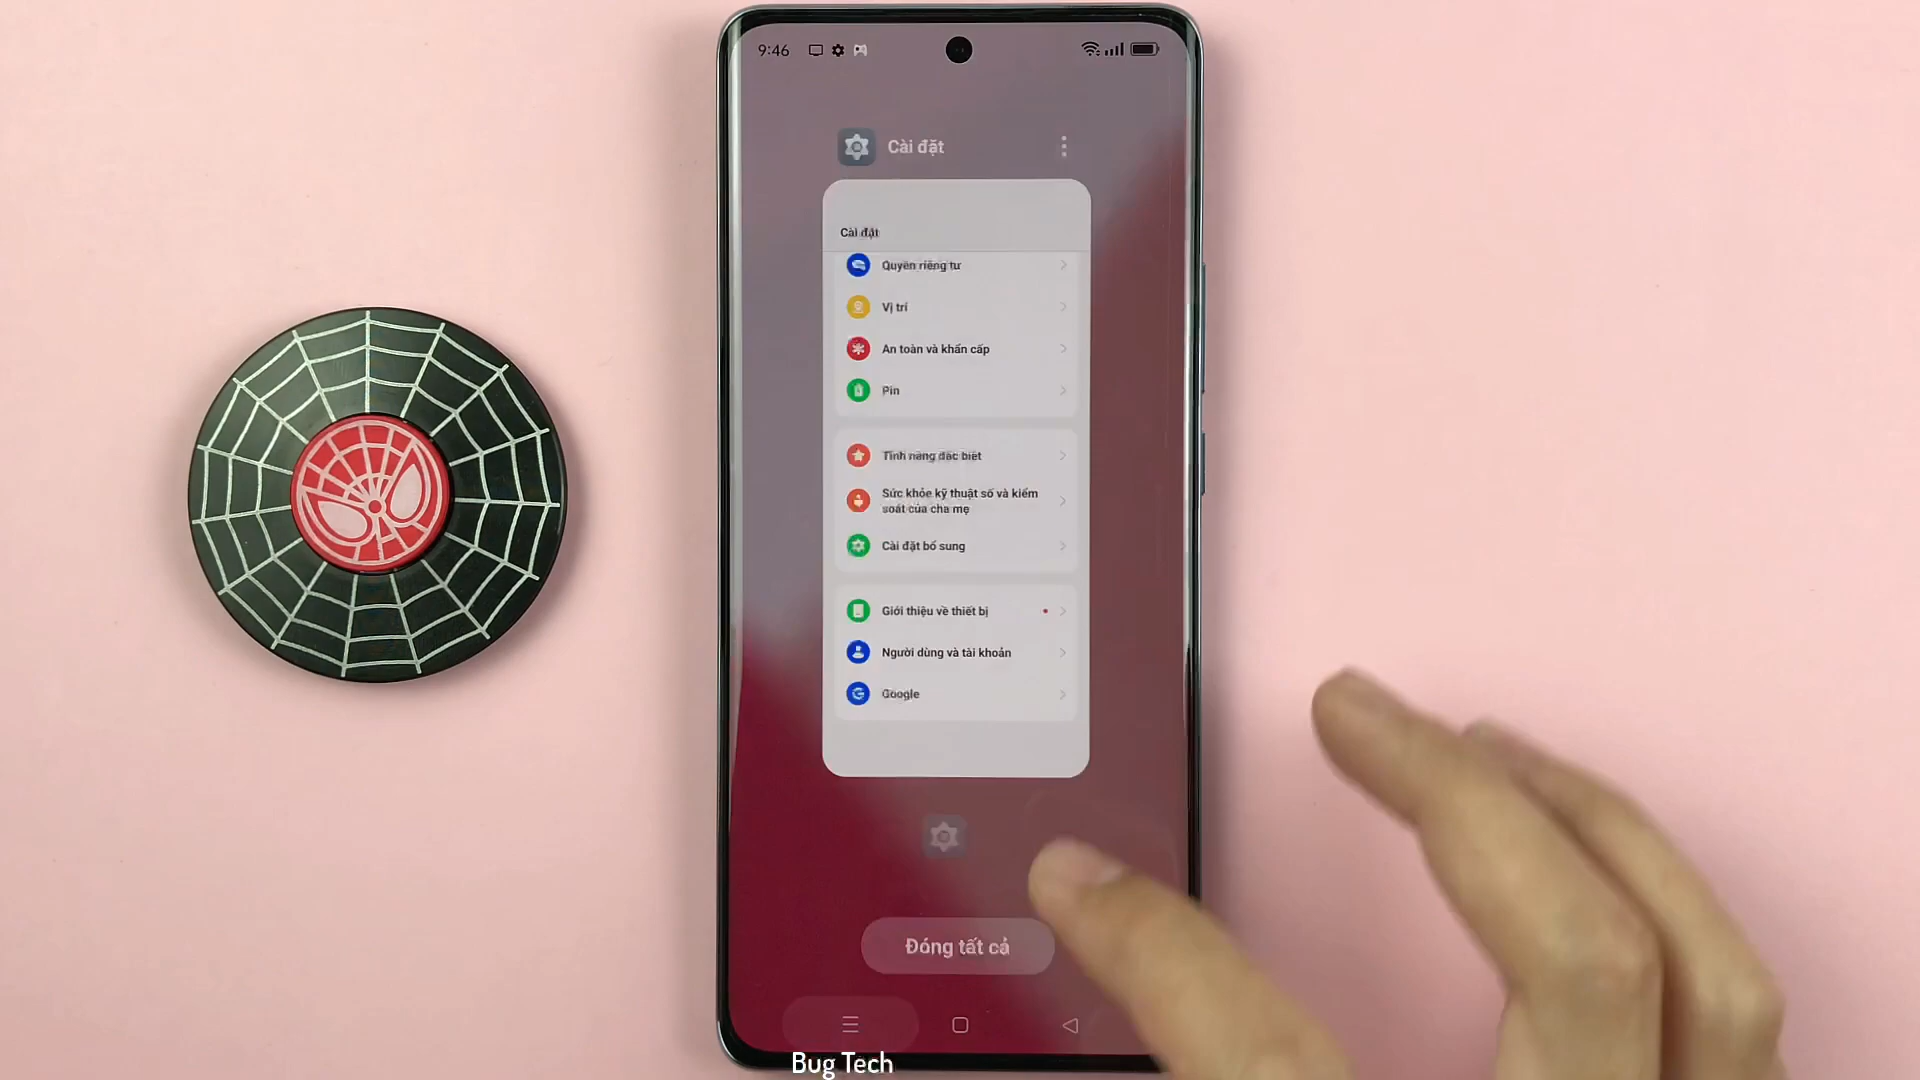 9:46
Cài đặt
Cài đặt
Quyền riêng tư
Vị trí
An toàn và khẩn cấp
Pin
Tính năng đặc biệt
Sức khỏe kỹ thuật số và kiểm
soát của cha mẹ
Cài đặt bổ sung
Giới thiệu về thiết bị
Người dùng và tài khoản
Google
Đóng tất cả
Bug Tech